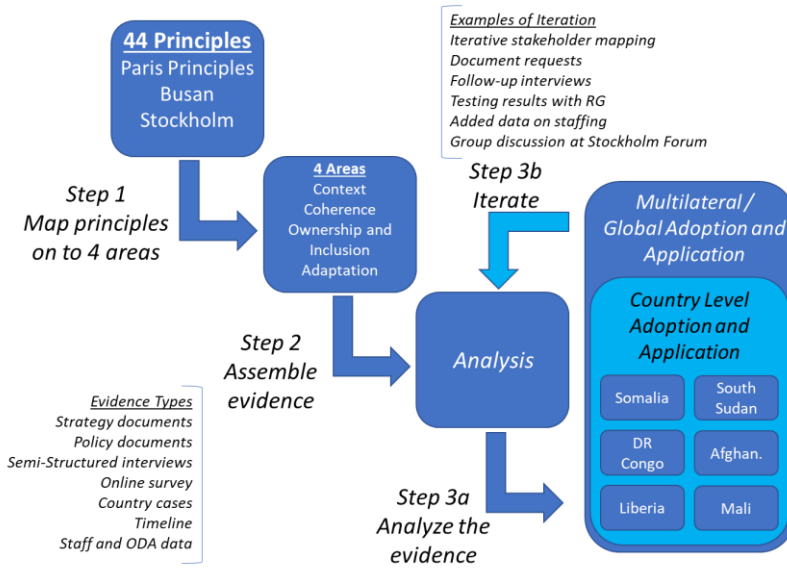 44 Principles
Paris Principles
Busan
Stockholm
Step 1
Map principles
on to 4 areas
4 Areas
Context
Coherence
Ownership and
Inclusion
Adaptation
Step 2
Assemble
evidence
Evidence Types
Strategy documents
Policy documents
Semi-Structured interviews
Online survey
Country cases
Timeline
Staff and ODA data
Analysis
Step 3a
Analyze the
evidence
Examples of Iteration
Iterative stakeholder mapping
Document requests
Follow-up interviews
Testing results with RG
Added data on staffing
Group discussion at Stockholm Forum
Step 3b
Iterate
Multilateral /
Global Adoption and
Application
Country Level
Adoption and
Application
Somalia
South
Sudan
DR
Congo
Afghan.
Liberia
Mali